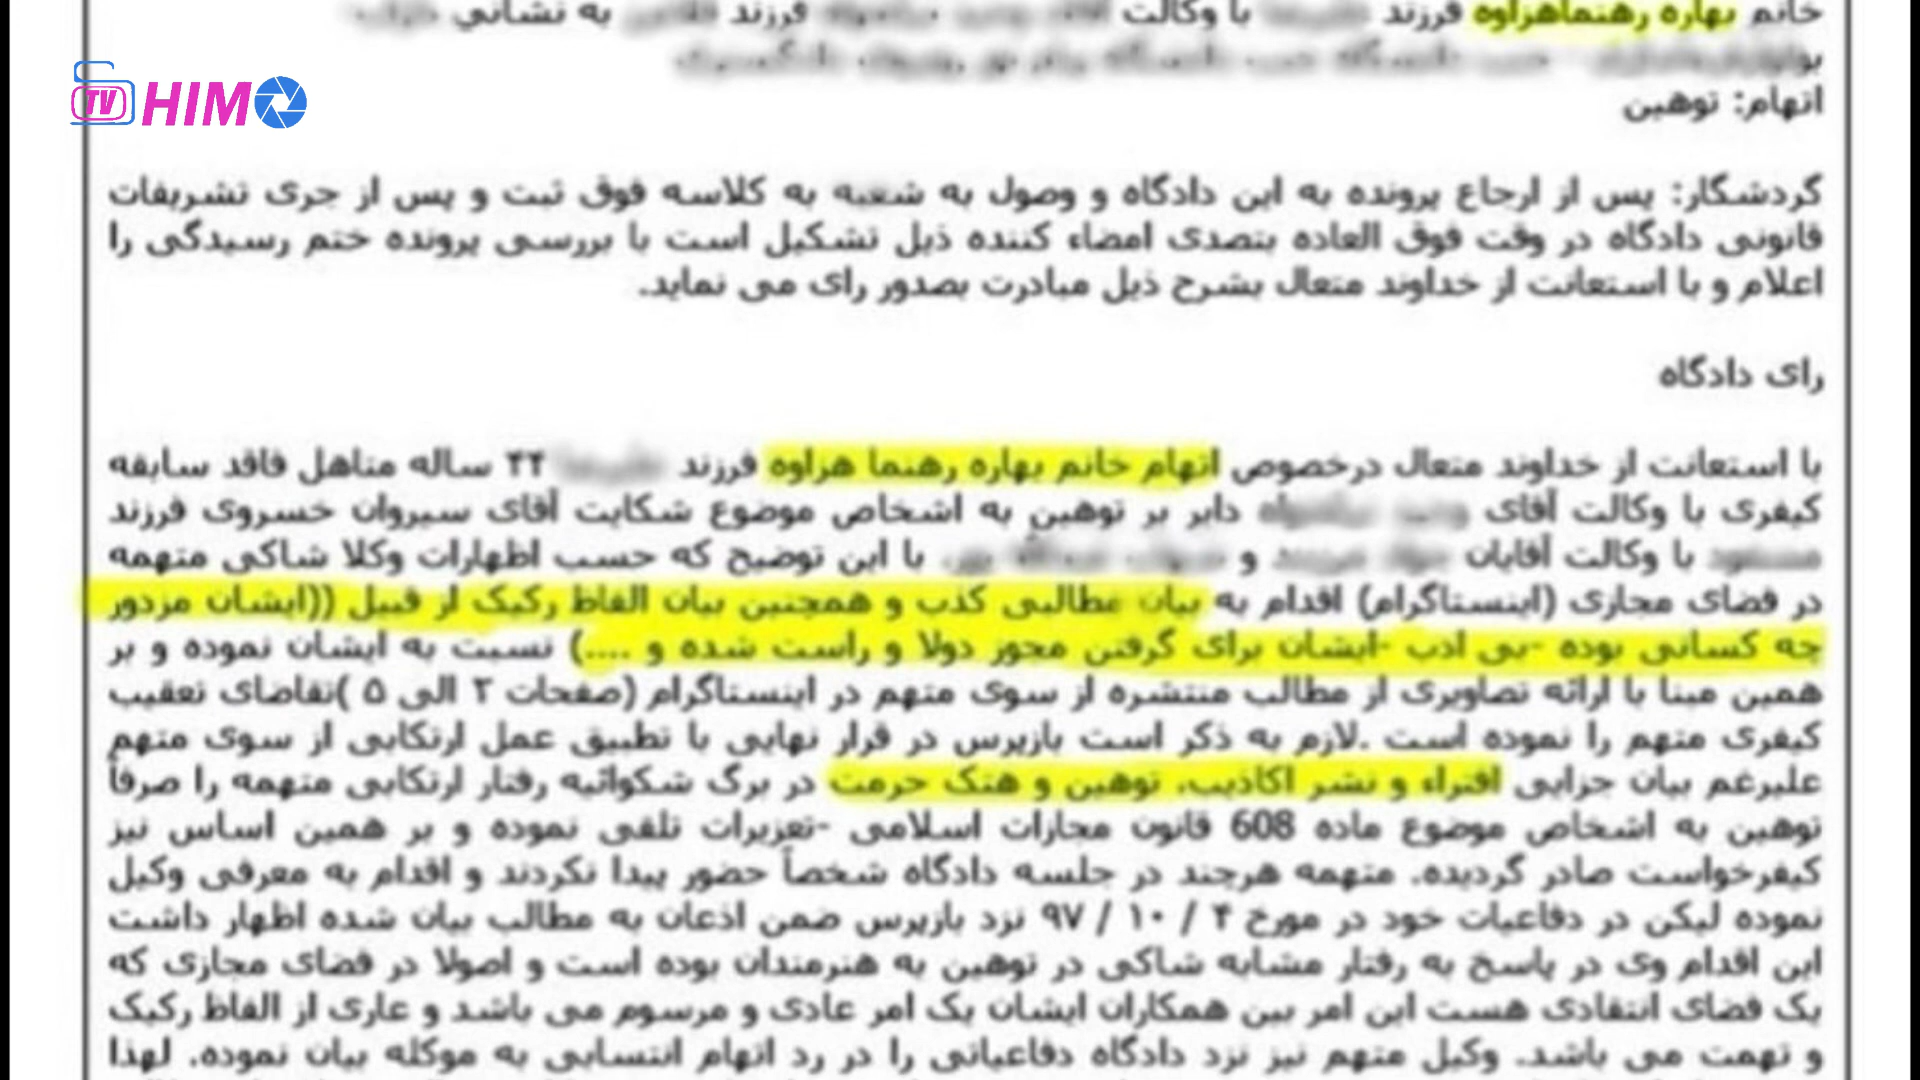 خانم بهاره رهنماهزاوه فرزند با وکالت فرزند به نشانی
TV HIMO
اتهام: توهین
گردشگار: پس از ارجاع پرونده به این دادگاه و وصول به شعبه به کلاسه فوق ثبت و پس از جری تشریفات
قانونی دادگاه در وقت فوق العاده بتصدی امضاء کننده ذیل تشکیل است با بررسی پرونده ختم رسیدگی را
اعلام و با استعانت از خداوند متعال بشرح ذیل مبادرت بصدور رای می نماید.
رای دادگاه
با استعانت از خداوند متعال درخصوص اتهام خانم بهاره رهنما هزاوه فرزند ۴۴ ساله متاهل فاقد سابقه
کیفری با وکالت آقای دایر بر توهین به اشخاص موضوع شکایت آقای سیروان خسروی فرزند
با وکالت آقایان و با این توضیح که حسب اظهارات وکلا شاکی متهمه
در فضای مجازی (اینستاگرام) اقدام به بیان مطالبی کذب و همچنین بیان الفاظ رکیک از قبیل ((ایشان مزدور
چه کسانی بوده -بی ادب -ایشان برای گرفتن مجوز دولا و راست شده و ....) نسبت به ایشان نموده و بر
همین مبنا با ارائه تصاویری از مطالب منتشره از سوی متهم در اینستاگرام (صفحات ۳ الی ۵ )تقاضای تعقیب
کیفری متهم را نموده است .لازم به ذکر است بازپرس در قرار نهایی با تطبیق عمل ارتکابی از سوی متهم
علیرغم بیان جزایی افتراء و نشر اکاذیب، توهین و هتک حرمت در برگ شکوائیه رفتار ارتکابی متهمه را صرفاً
توهین به اشخاص موضوع ماده 608 قانون مجازات اسلامی -تعزیرات تلقی نموده و بر همین اساس نیز
کیفرخواست صادر گردیده. متهمه هرچند در جلسه دادگاه شخصاً حضور پیدا نکردند و اقدام به معرفی وکیل
نموده لیکن در دفاعیات خود در مورخ ۴ / ۱۰ / ۹۷ نزد بازپرس ضمن اذعان به مطالب بیان شده اظهار داشت
این اقدام وی در پاسخ به رفتار مشابه شاکی در توهین به هنرمندان بوده است و اصولا در فضای مجازی که
یک فضای انتقادی هست این امر بین همکاران ایشان یک امر عادی و مرسوم می باشد و عاری از الفاظ رکیک
و تهمت می باشد. وکیل متهم نیز نزد دادگاه دفاعیاتی را در رد اتهام انتسابی به موکله بیان نموده. لهذا